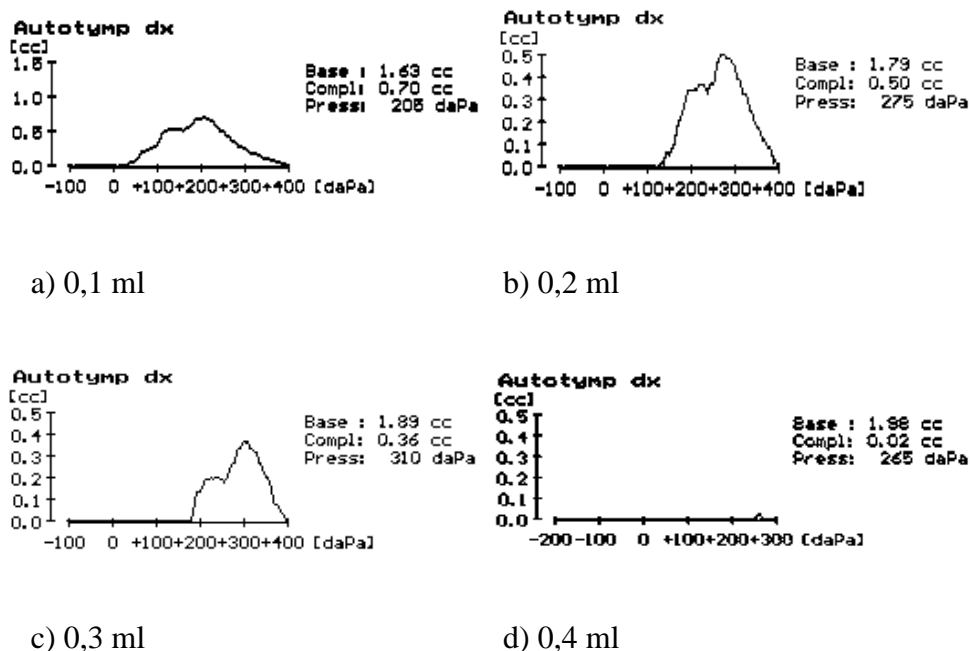 Autotymp dx
[cc]
1.5
1.0
0.5
0.0
-100 0 +100+200+300+400 [daPa]
Base : 1.63 cc
Compl: 0.70 cc
Press: 205 daPa
a) 0,1 ml
Autotymp dx
[cc]
0.5
0.4
0.3
0.2
0.1
0.0
-100 0 +100+200+300+400 [daPa]
Base : 1.79 cc
Compl: 0.50 cc
Press: 275 daPa
b) 0,2 ml
Autotymp dx
[cc]
0.5
0.4
0.3
0.2
0.1
0.0
-100 0 +100+200+300+400 [daPa]
Base : 1.89 cc
Compl: 0.36 cc
Press: 310 daPa
c) 0,3 ml
Autotymp dx
[cc]
0.5
0.4
0.3
0.2
0.1
0.0
-200-100 0 +100+200+300 [daPa]
Base : 1.98 cc
Compl: 0.02 cc
Press: 265 daPa
d) 0,4 ml